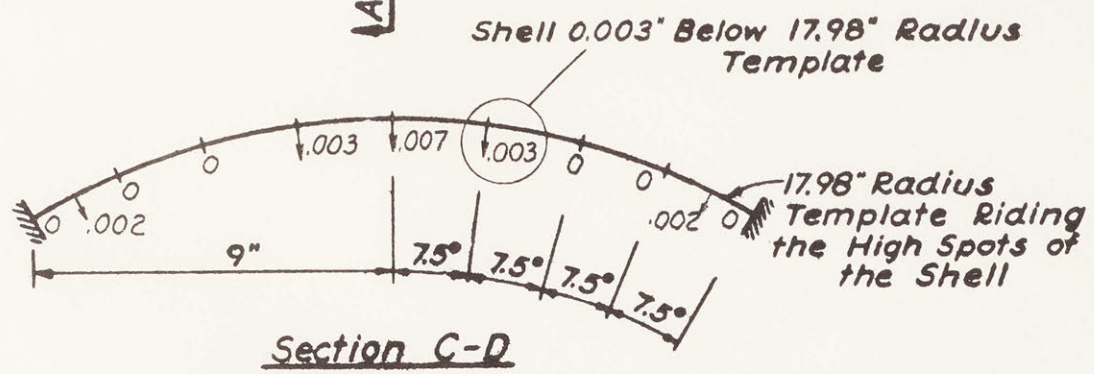 A
Shell 0.003" Below 17.98" Radius
Template
.003
.007
.003
0
0
0
0
0
.002
.002
0
17.98" Radius
Template Riding
the High Spots of
the Shell
9"
7.5°
7.5°
7.5°
7.5°
Section C-D